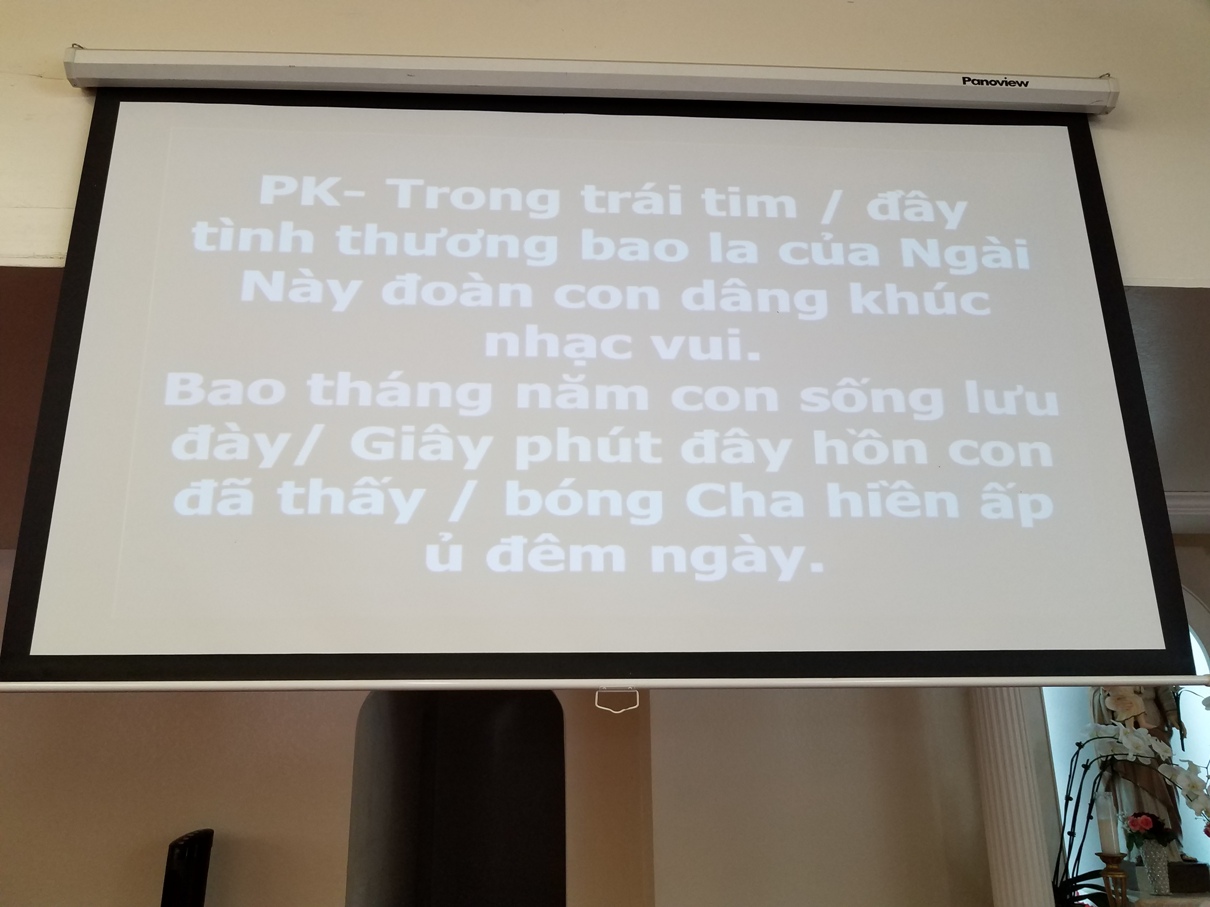 Panoview
PK- Trong trái tim / đây
tình thương bao la của Ngài
Này đoàn con dâng khúc
nhạc vui.
Bao tháng năm con sống lưu
đày/ Giây phút đây hồn con
đã thấy / bóng Cha hiền ấp
ủ đêm ngày.